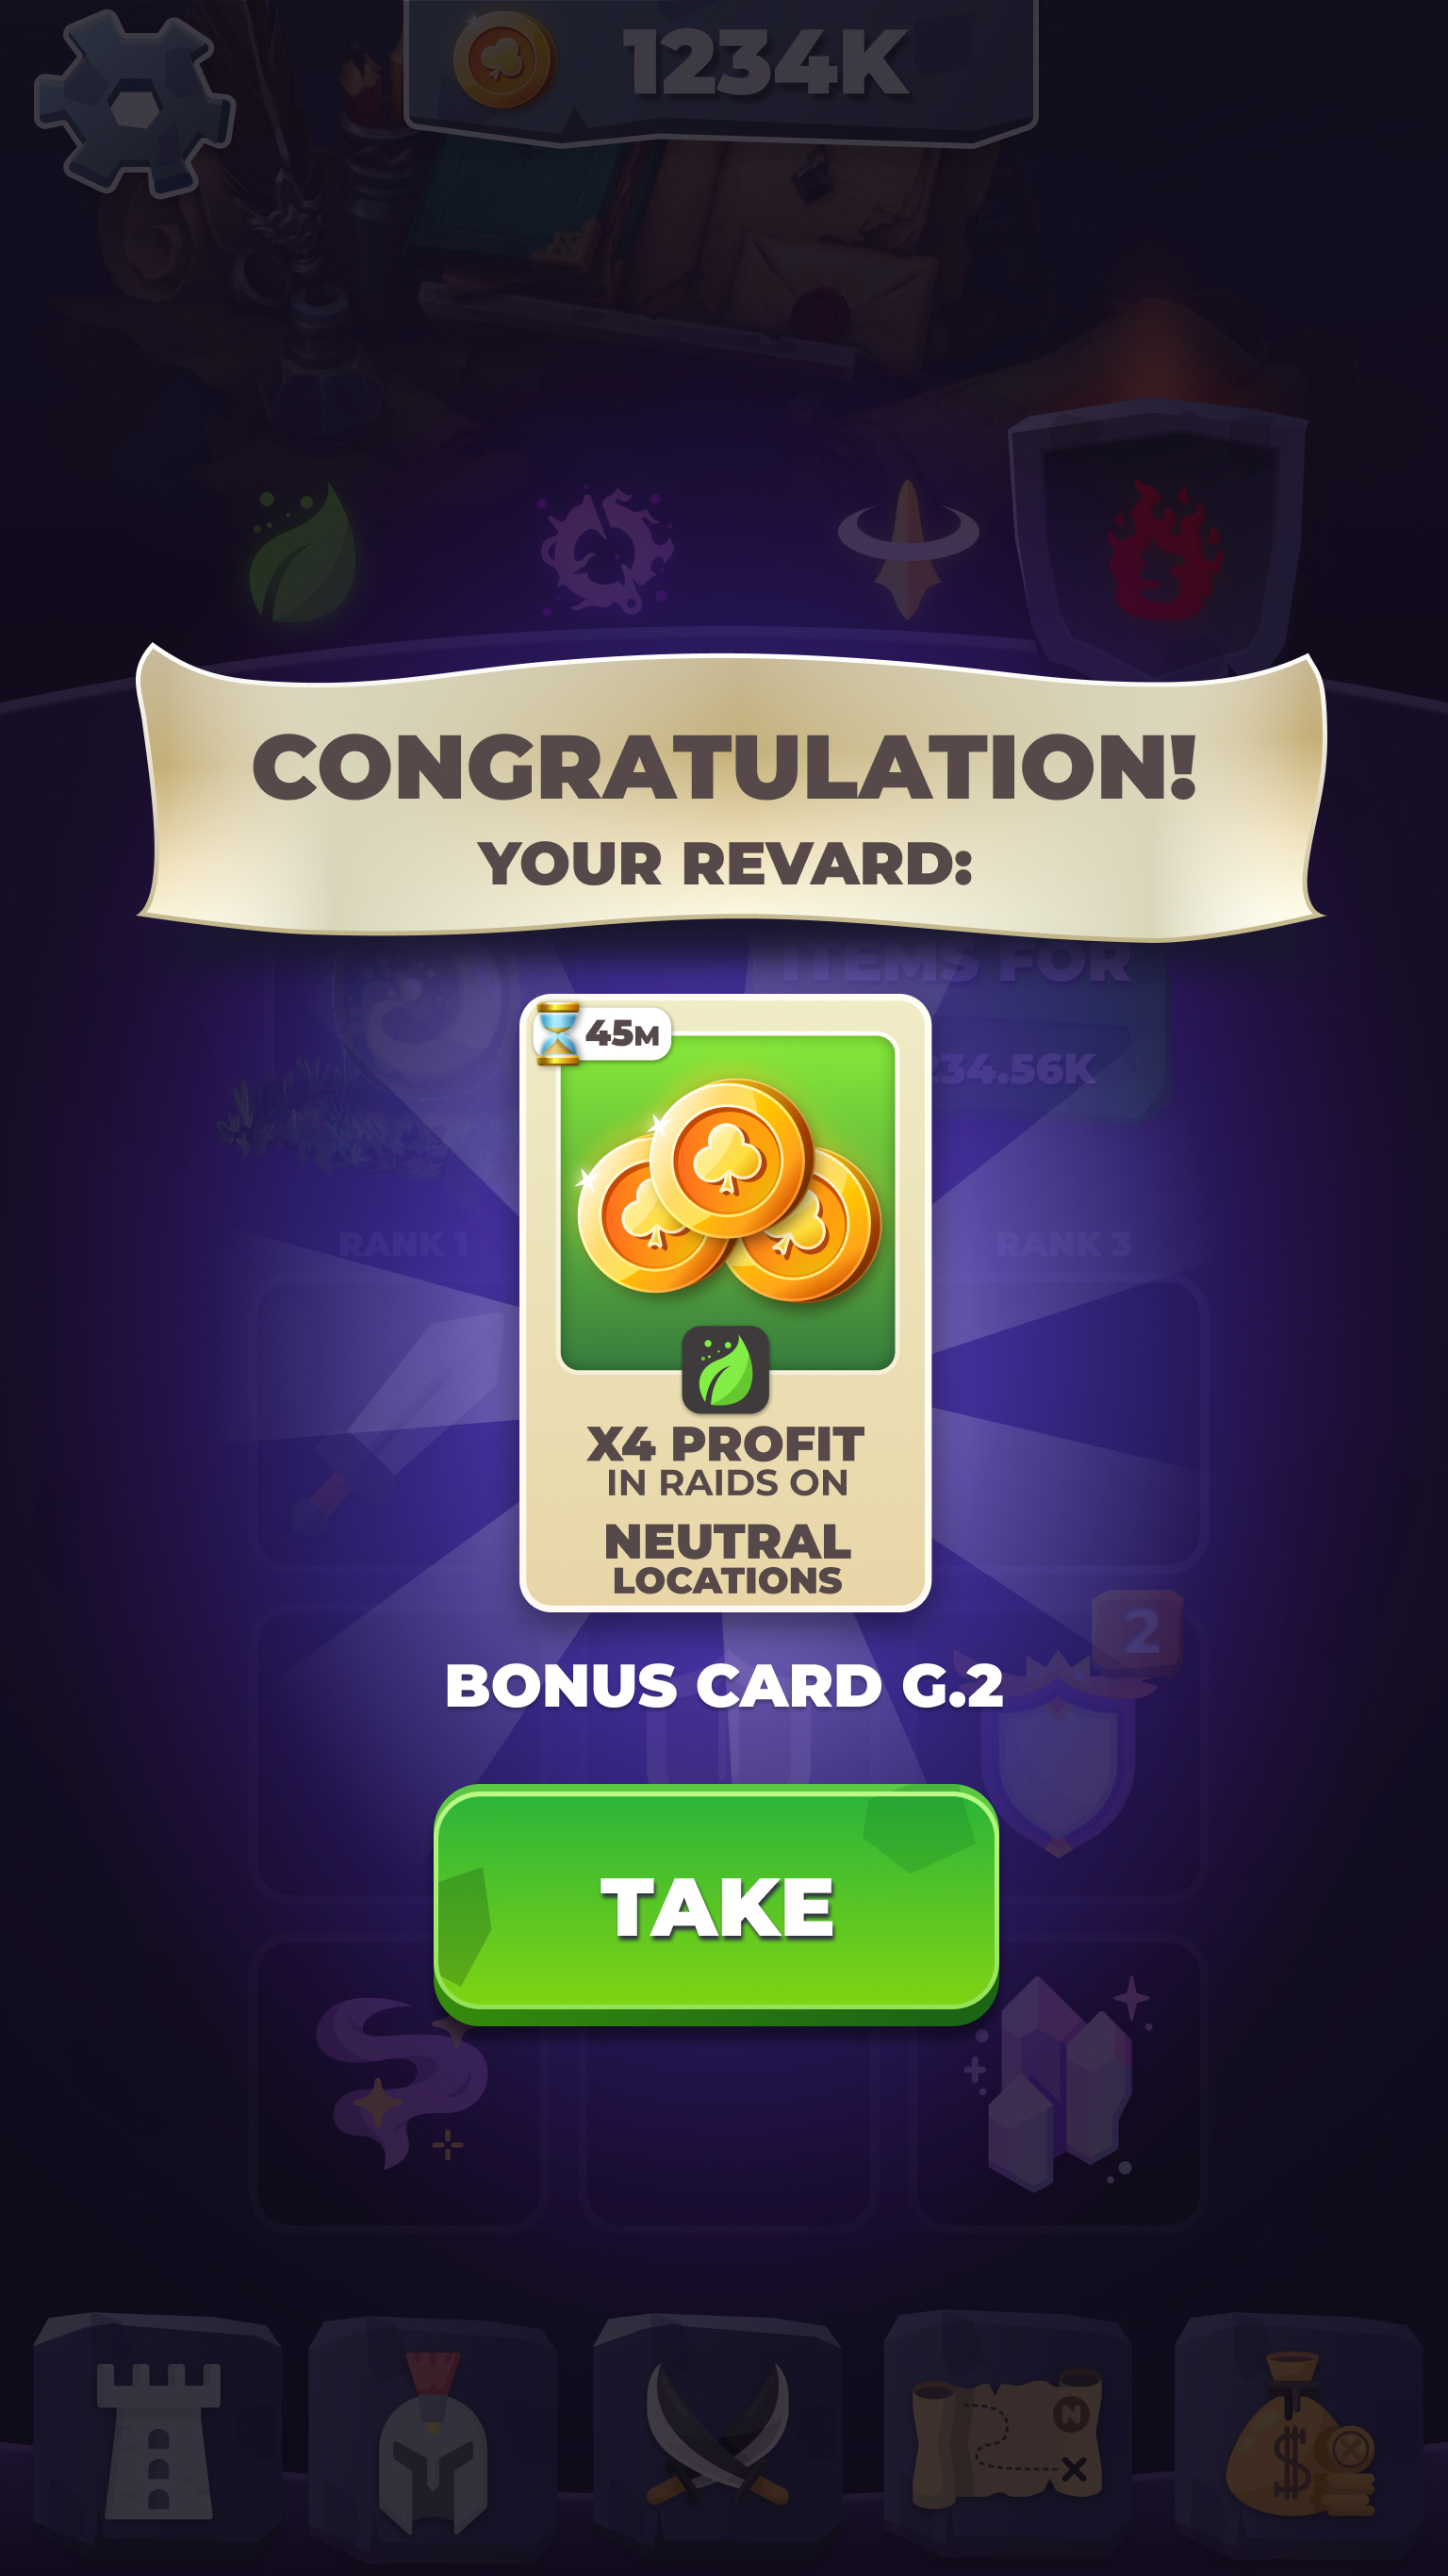 1234K
CONGRATULATION!
YOUR REVARD:
ITEMS FOR
45M
234.56K
RANK 1
RANK 3
X4 PROFIT
IN RAIDS ON
NEUTRAL
LOCATIONS
2
BONUS CARD G.2
TAKE
N
$